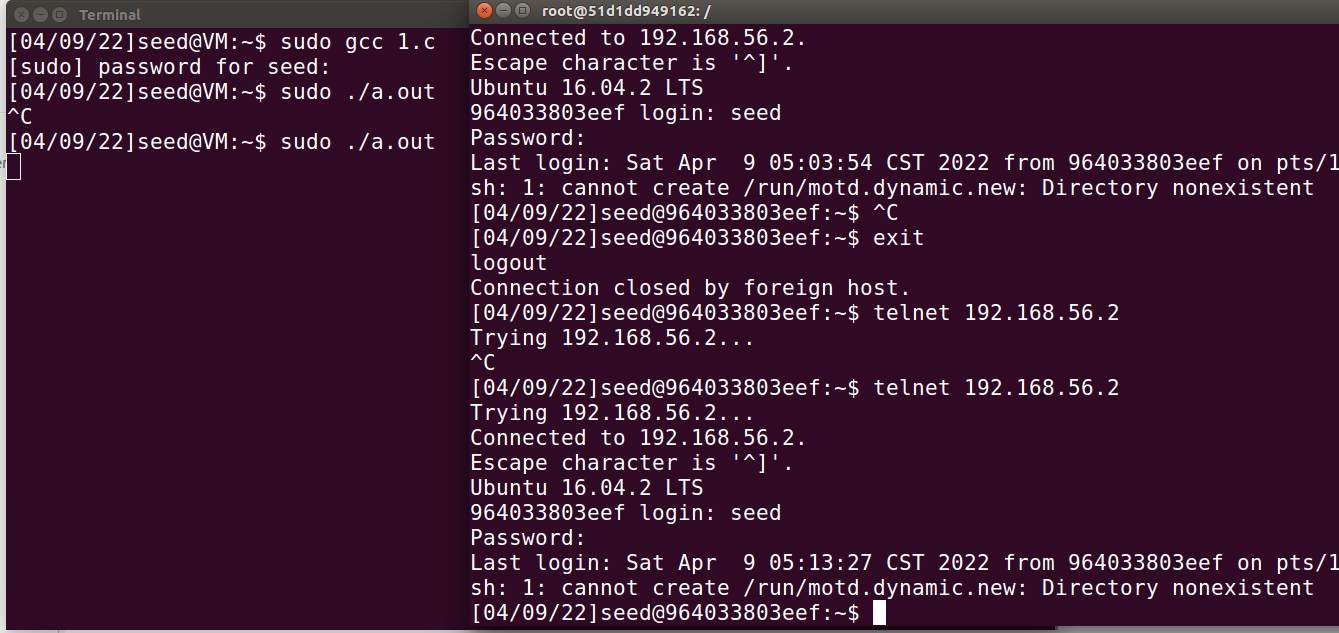 Terminal
[04/09/22]seed@VM:~$ sudo gcc 1.c
[sudo] password for seed:
[04/09/22]seed@VM:~$ sudo ./a.out
^C
[04/09/22]seed@VM:~$ sudo ./a.out
root@51d1dd949162: /
Connected to 192.168.56.2.
Escape character is '^]'.
Ubuntu 16.04.2 LTS
964033803eef login: seed
Password:
Last login: Sat Apr  9 05:03:54 CST 2022 from 964033803eef on pts/1
sh: 1: cannot create /run/motd.dynamic.new: Directory nonexistent
[04/09/22]seed@964033803eef:~$ ^C
[04/09/22]seed@964033803eef:~$ exit
logout
Connection closed by foreign host.
[04/09/22]seed@964033803eef:~$ telnet 192.168.56.2
Trying 192.168.56.2...
^C
[04/09/22]seed@964033803eef:~$ telnet 192.168.56.2
Trying 192.168.56.2...
Connected to 192.168.56.2.
Escape character is '^]'.
Ubuntu 16.04.2 LTS
964033803eef login: seed
Password:
Last login: Sat Apr  9 05:13:27 CST 2022 from 964033803eef on pts/1
sh: 1: cannot create /run/motd.dynamic.new: Directory nonexistent
[04/09/22]seed@964033803eef:~$